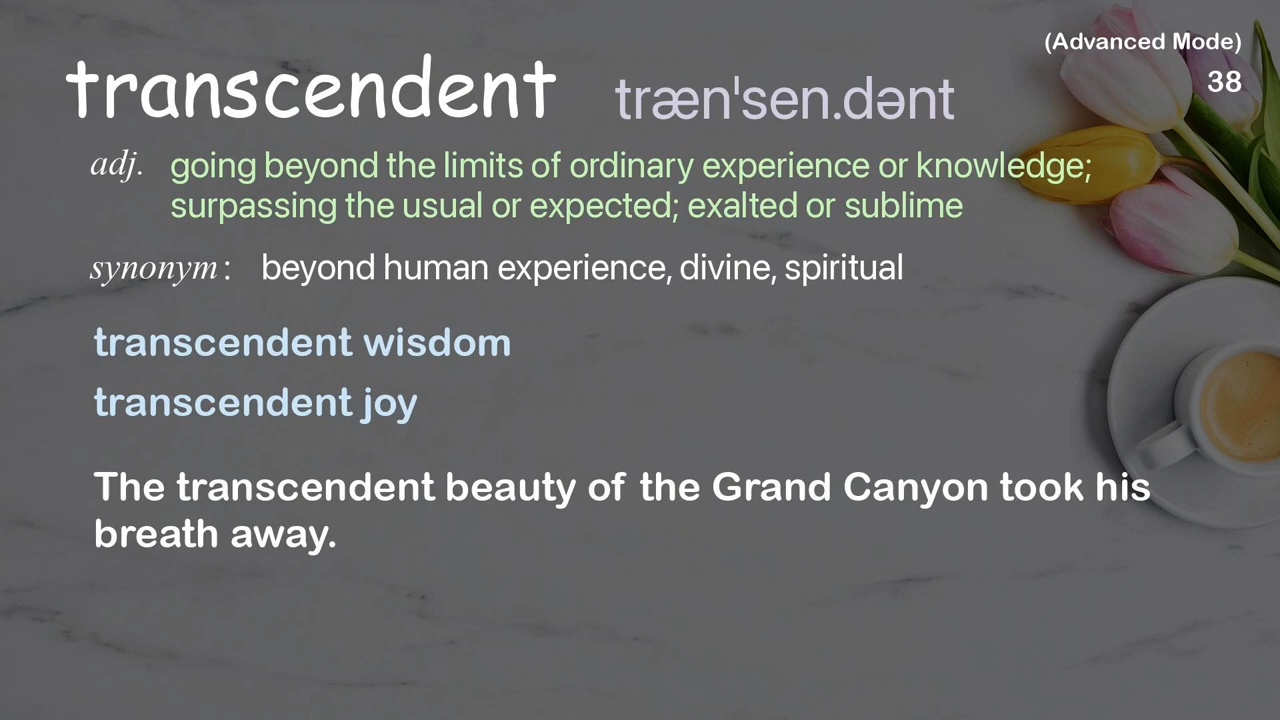 (Advanced Mode)
38
transcendent træn'sen.dənt
adj. going beyond the limits of ordinary experience or knowledge;
surpassing the usual or expected; exalted or sublime
synonym : beyond human experience, divine, spiritual
transcendent wisdom
transcendent joy
The transcendent beauty of the Grand Canyon took his
breath away.